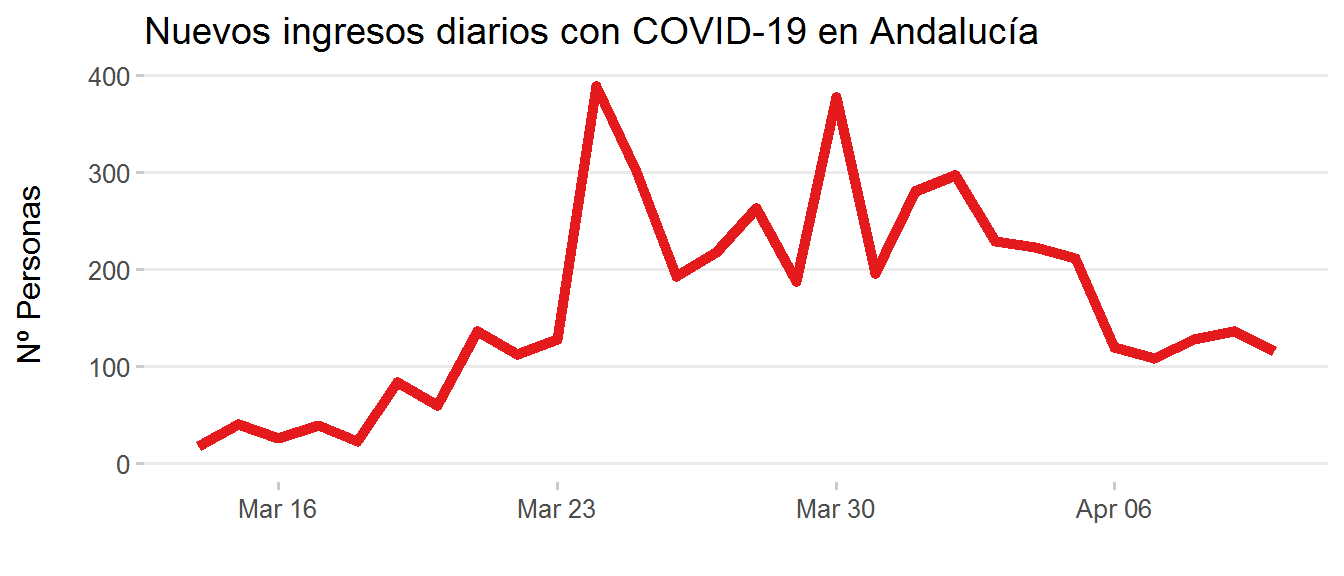 Nuevos ingresos diarios con COVID-19 en Andalucía
Nº Personas
400
300
200
100
0
Mar 16
Mar 23
Mar 30
Apr 06